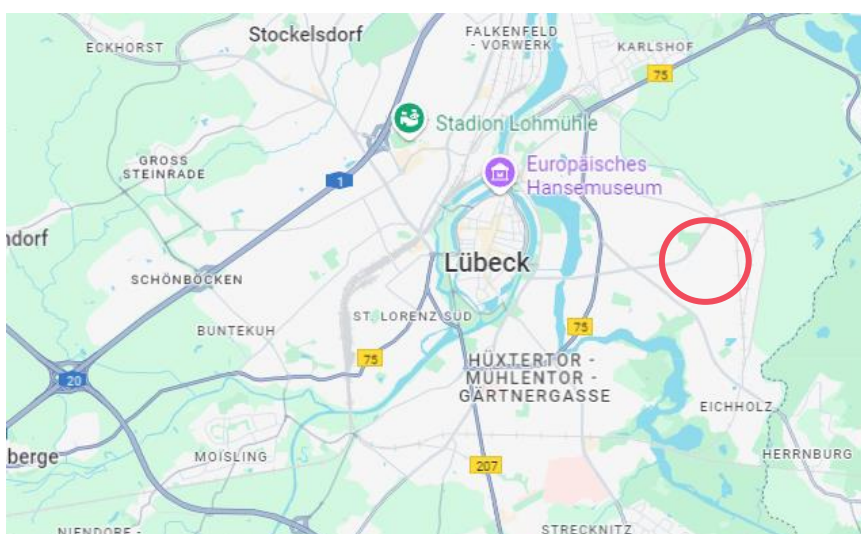 ECKHORST
Stockelsdorf
FALKENFELD
- VORWERK
KARLSHOF
75
Stadion Lohmühle
GROSS
STEINRADE
1
Europäisches
Hansemuseum
ndorf
Lübeck
SCHÖNBÖCKEN
BUNTEKUH
ST. LORENZ SÜD
75
75
20
HÜXTERTOR -
MÜHLENTOR -
GÄRTNERGASSE
EICHHOLZ
berge
MOISLING
207
HERRNBURG
NIENDORF -
STRECKNITZ